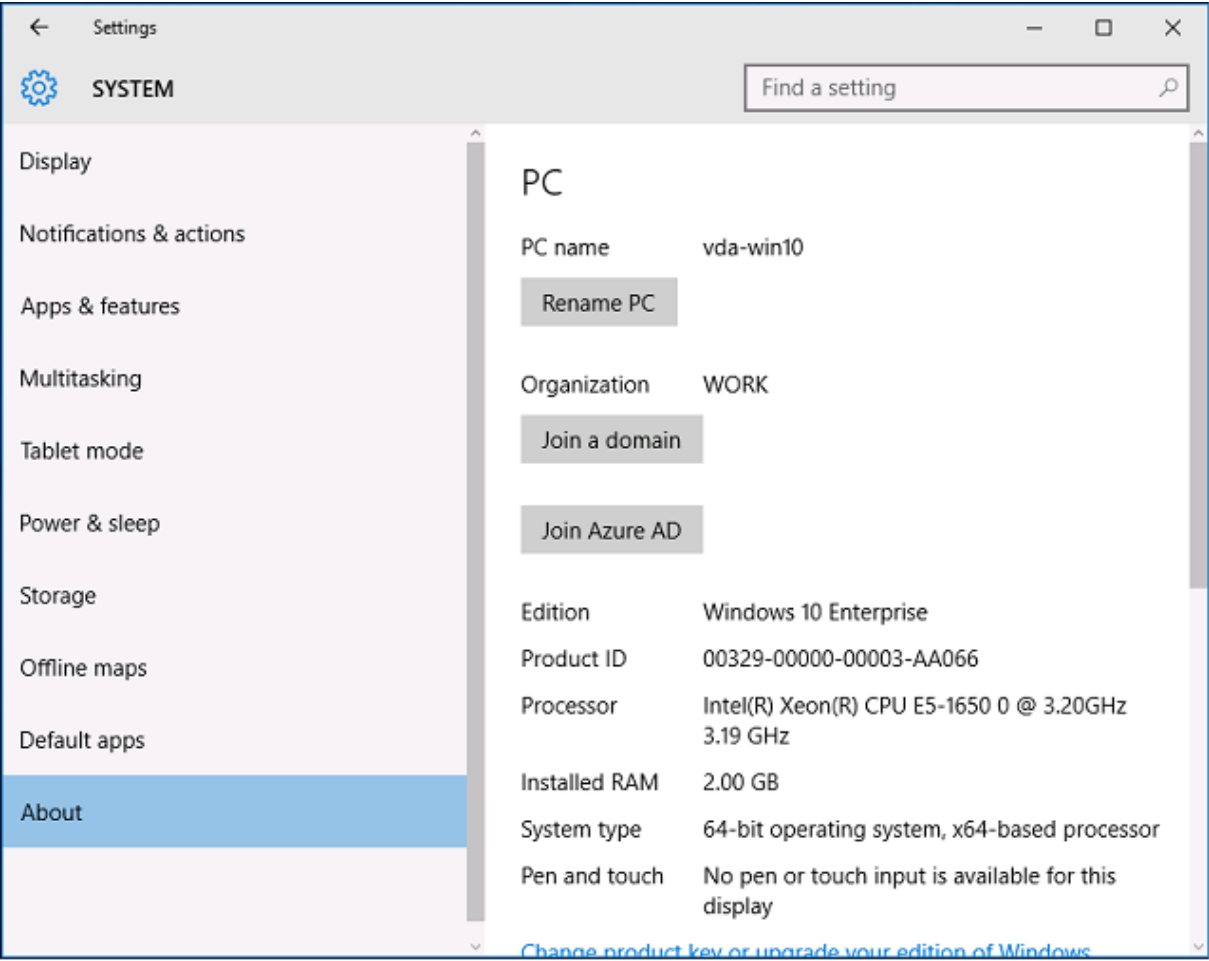 Settings
SYSTEM
Find a setting
Display
Notifications & actions
Apps & features
Multitasking
Tablet mode
Power & sleep
Storage
Offline maps
Default apps
About
PC
PC name vda-win10
Rename PC
Organization WORK
Join a domain
Join Azure AD
Edition Windows 10 Enterprise
Product ID 00329-00000-00003-AA066
Processor Intel(R) Xeon(R) CPU E5-1650 0 @ 3.20GHz
3.19 GHz
Installed RAM 2.00 GB
System type 64-bit operating system, x64-based processor
Pen and touch No pen or touch input is available for this
display
Change product key or upgrade your edition of Windows